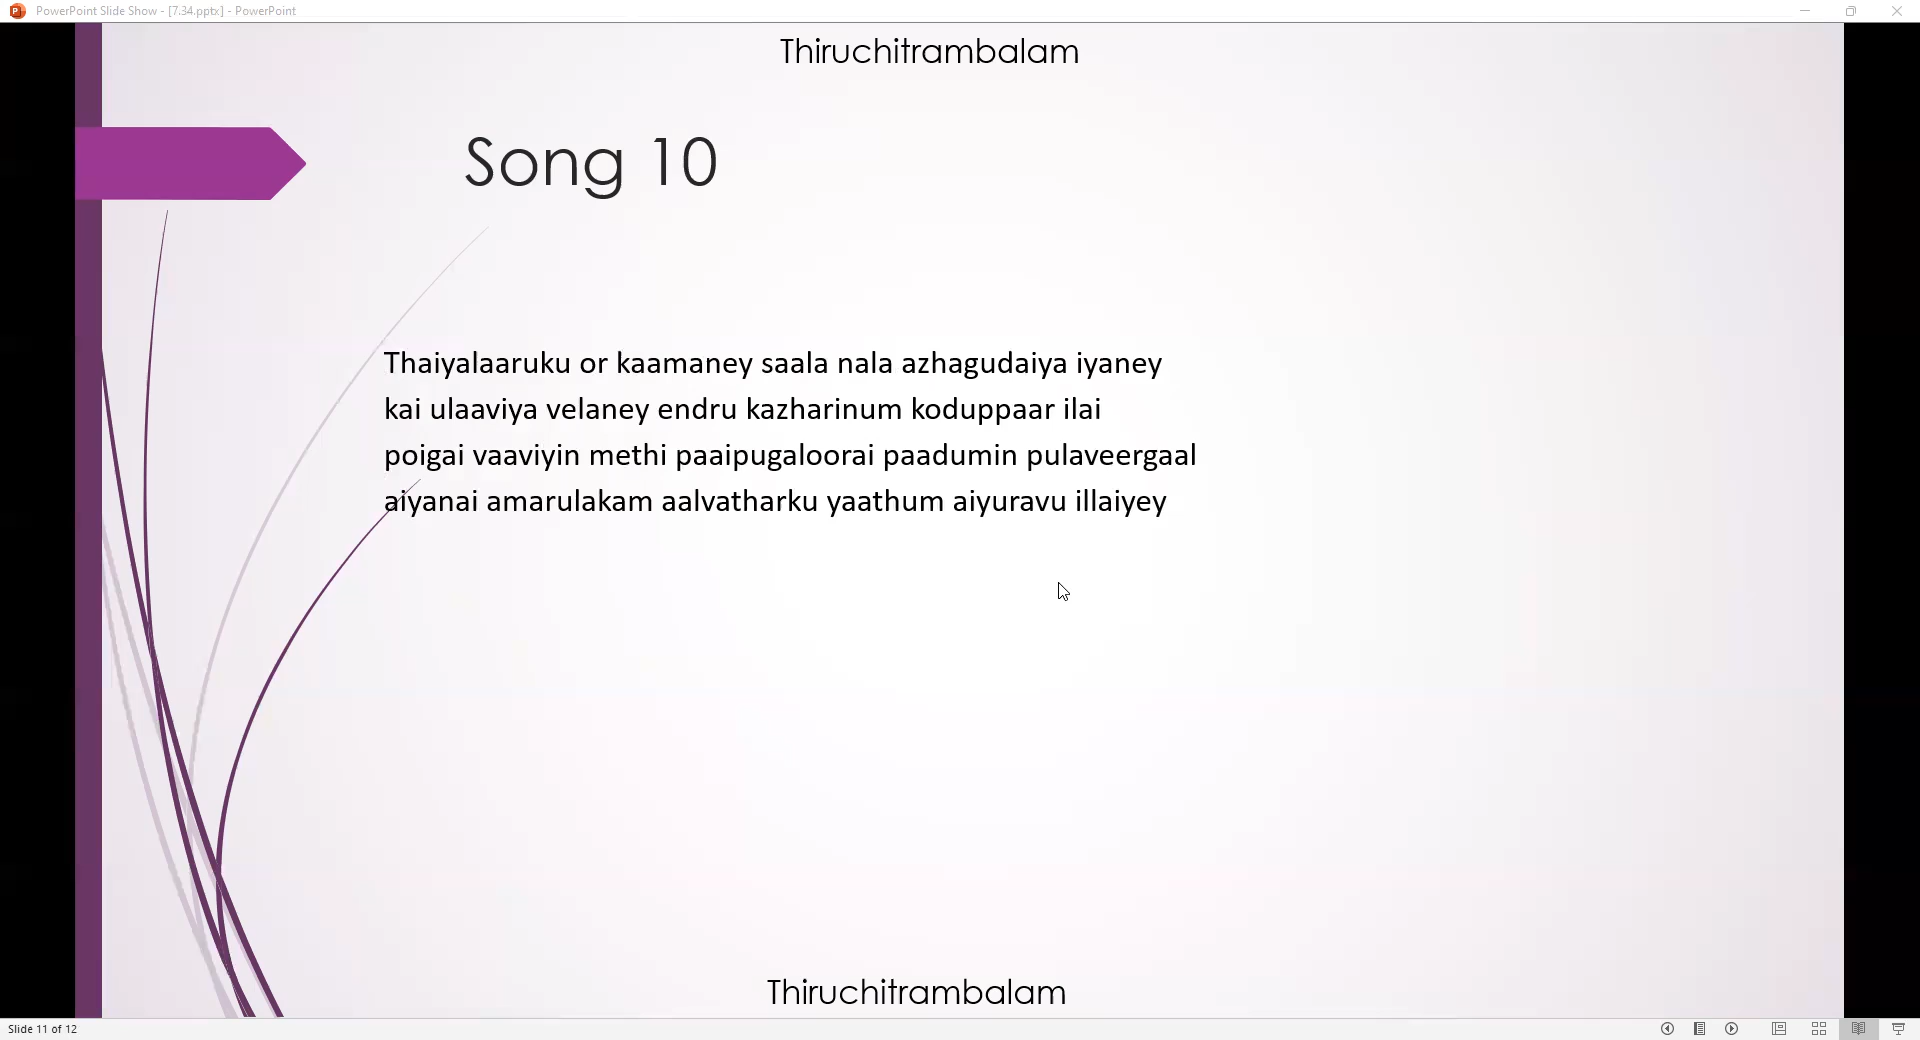 PowerPoint Slide Show - [7.34.pptx] - PowerPoint
Thiruchitrambalam
Song 10
Thaiyalaaruku or kaamaney saala nala azhagudaiya iyaney
kai ulaaviya velaney endru kazharinum koduppaar ilai
poigai vaaviyin methi paaipugaloorai paadumin pulaveergaal
aiyanai amarulakam aalvatharku yaathum aiyuravu illaiyey
Thiruchitrambalam
Slide 11 of 12